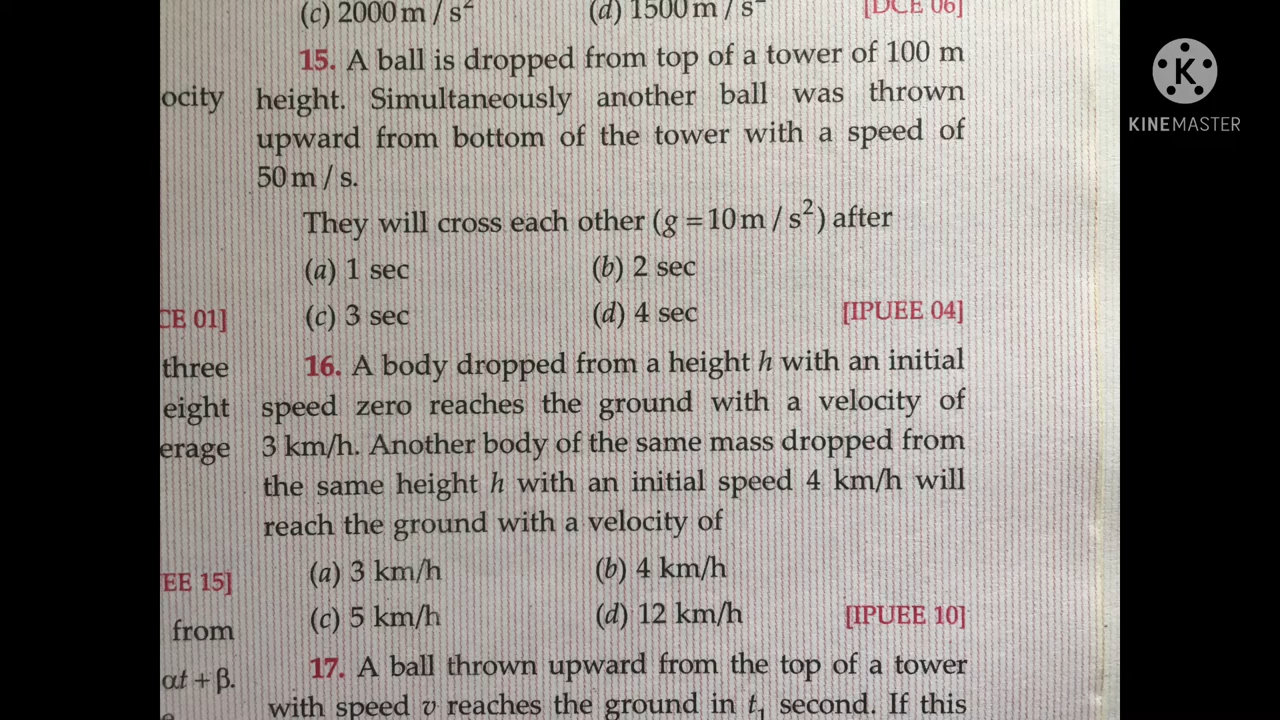 (c) 2000 m / s² (d) 1500 m / s² [DCE 06]
15. A ball is dropped from top of a tower of 100 m
height. Simultaneously another ball was thrown
upward from bottom of the tower with a speed of
50 m / s.
They will cross each other (g = 10 m / s²) after
(a) 1 sec (b) 2 sec
(c) 3 sec (d) 4 sec [IPUEE 04]
16. A body dropped from a height h with an initial
speed zero reaches the ground with a velocity of
3 km/h. Another body of the same mass dropped from
the same height h with an initial speed 4 km/h will
reach the ground with a velocity of
(a) 3 km/h (b) 4 km/h
(c) 5 km/h (d) 12 km/h [IPUEE 10]
17. A ball thrown upward from the top of a tower
with speed v reaches the ground in t₁ second. If this
ocity
CE 01]
three
eight
erage
EE 15]
from
αt + β.
K
KINEMASTER